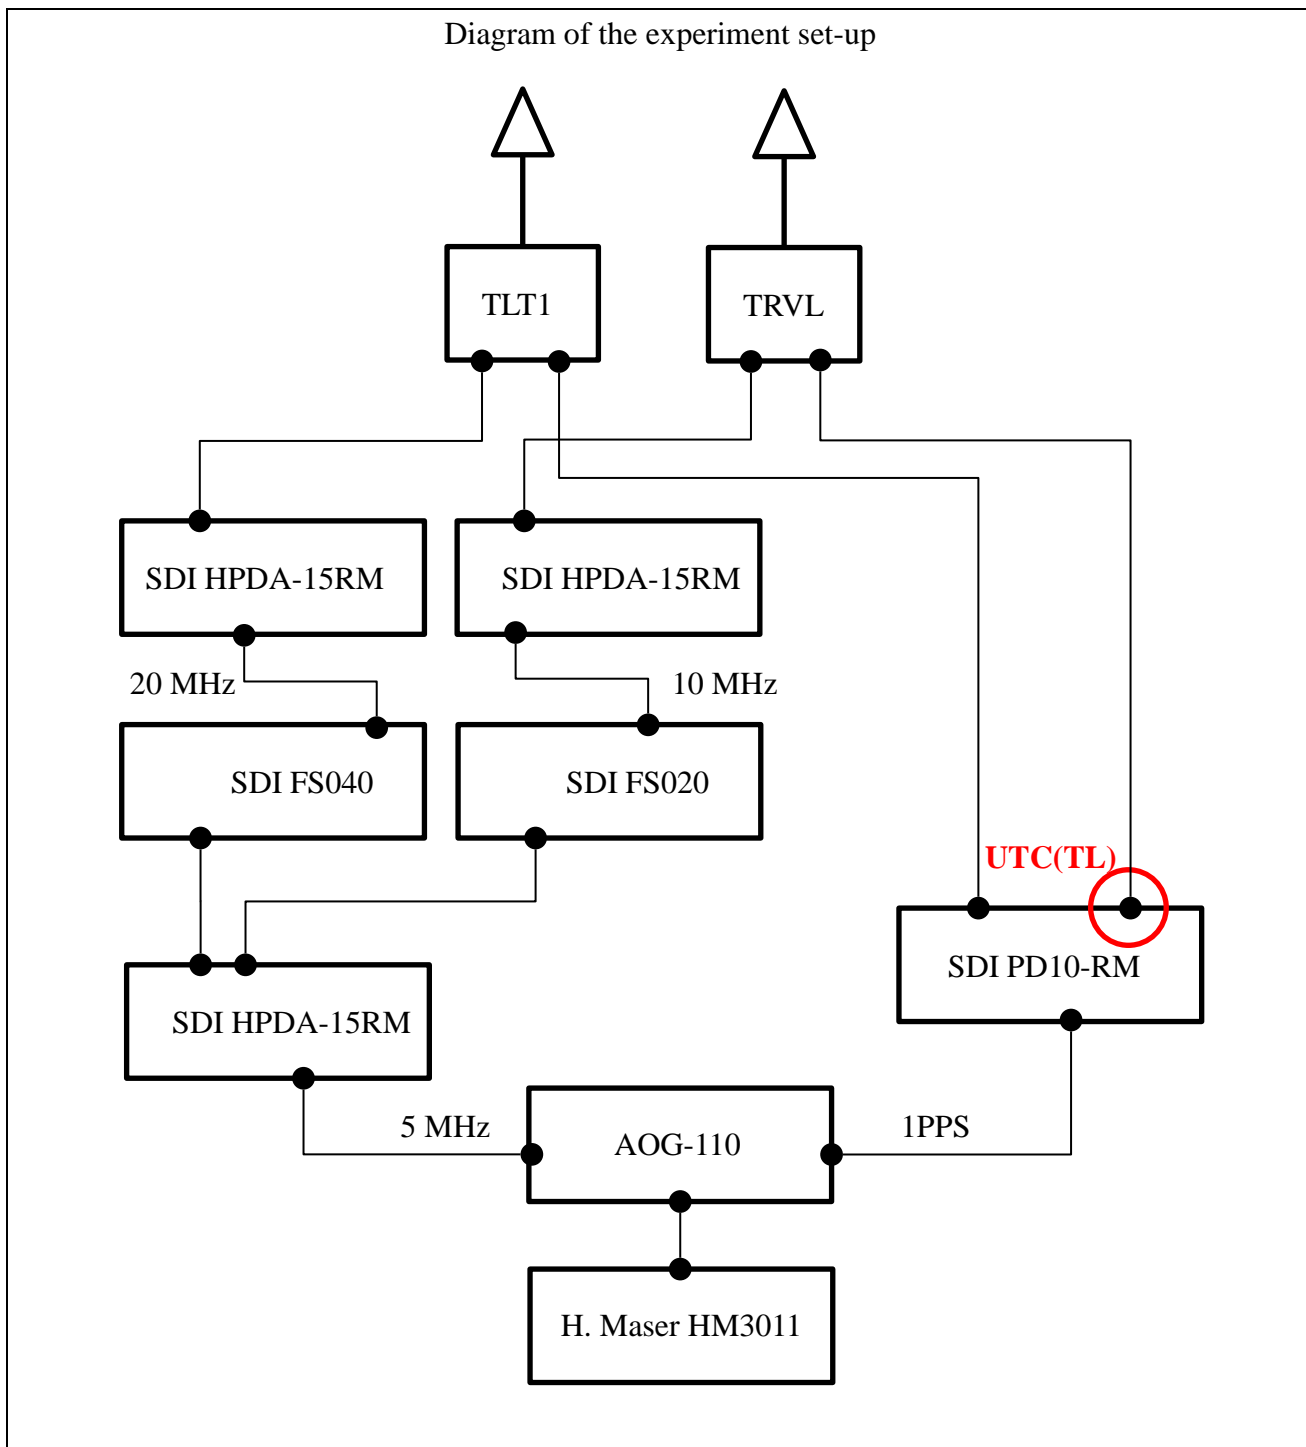 Diagram of the experiment set-up
TLT1
TRVL
SDI HPDA-15RM
SDI HPDA-15RM
20 MHz
10 MHz
SDI FS040
SDI FS020
UTC(TL)
SDI PD10-RM
SDI HPDA-15RM
5 MHz
AOG-110
1PPS
H. Maser HM3011